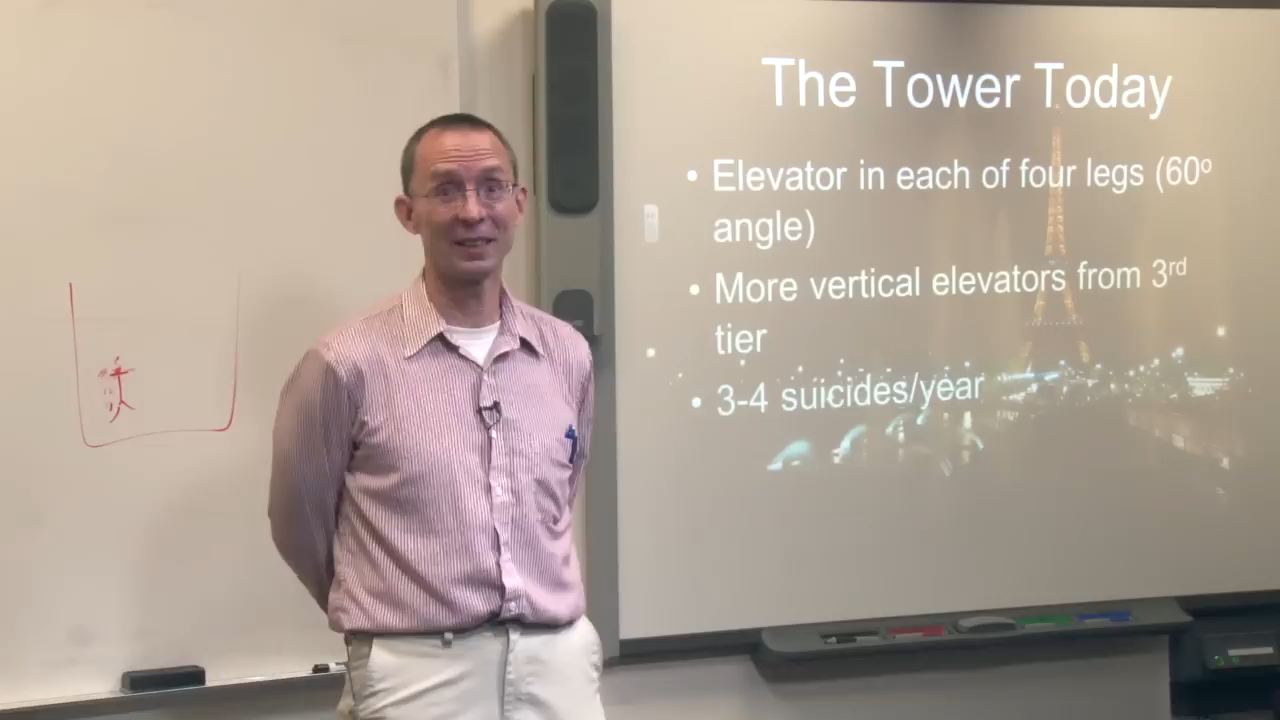 The Tower Today
• Elevator in each of four legs (60º
angle)
• More vertical elevators from 3rd
tier
• 3-4 suicides/year